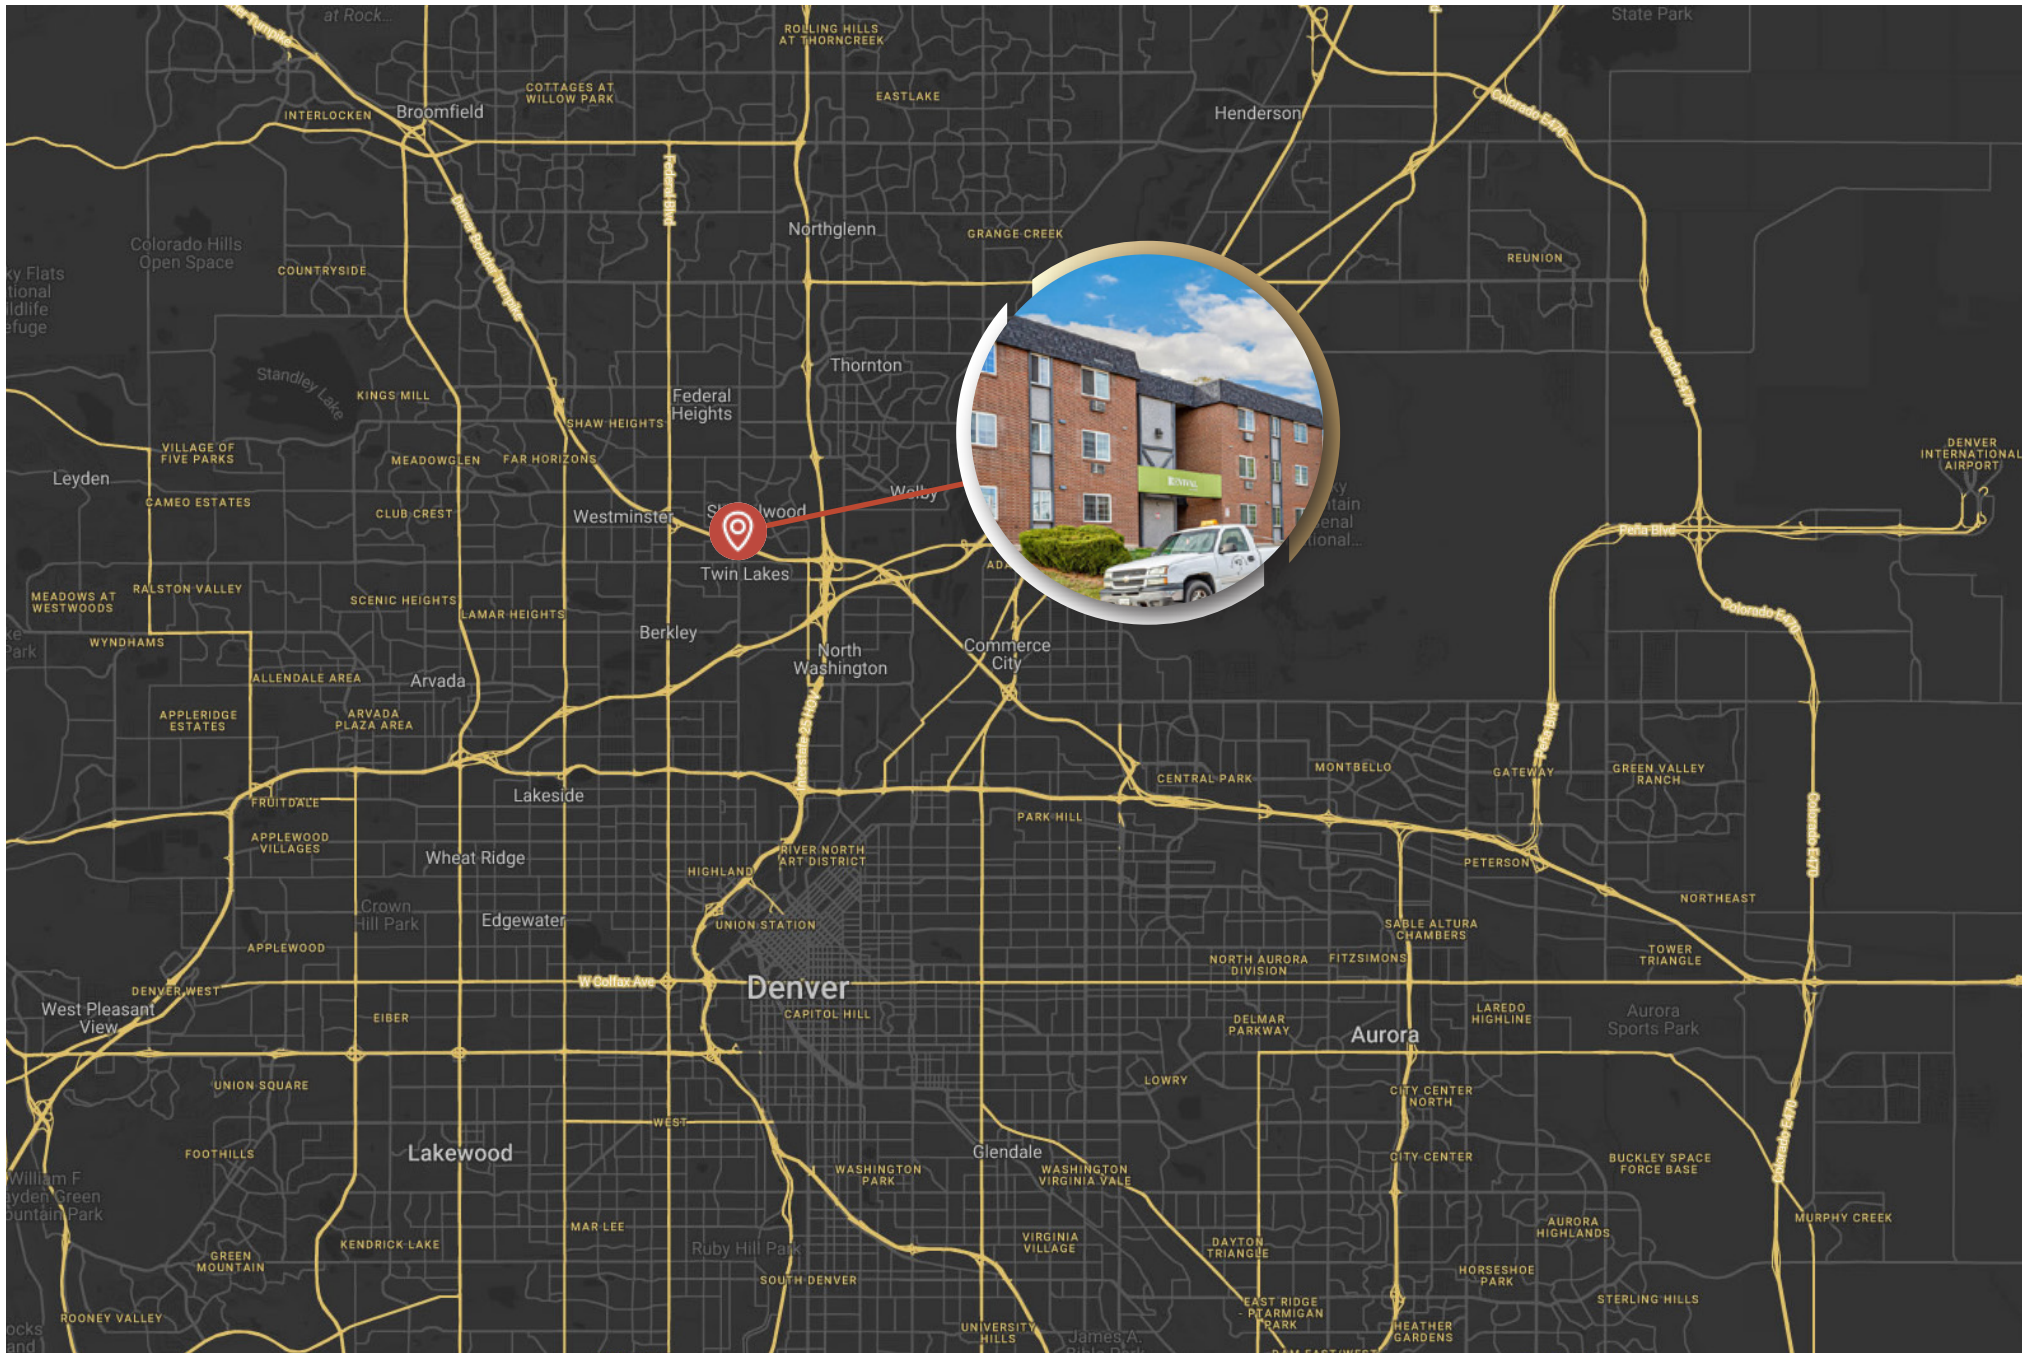 at Rock...
State Park
ROLLING HILLS
AT THORNCREEK
COTTAGES AT
WILLOW PARK
EASTLAKE
INTERLOCKEN
Broomfield
Henderson
Colorado E470
Federal Blvd
Denver Boulder Turnpike
Northglenn
GRANGE CREEK
Colorado Hills
Open Space
COUNTRYSIDE
REUNION
Colorado E470
Standley Lake
KINGS MILL
Thornton
Federal
Heights
SHAW HEIGHTS
VILLAGE OF
FIVE PARKS
MEADOWGLEN
FAR HORIZONS
DENVER
INTERNATIONAL
AIRPORT
Leyden
CAMEO ESTATES
CLUB CREST
Westminster
Welby
Peña Blvd
Twin Lakes
RALSTON VALLEY
MEADOWS AT
WESTWOODS
SCENIC HEIGHTS
LAMAR HEIGHTS
Colorado E470
WYNDHAMS
Berkley
North
Washington
Commerce
City
ALLENDALE AREA
Arvada
APPLERIDGE
ESTATES
ARVADA
PLAZA AREA
Interstate 25 HOV
Peña Blvd
CENTRAL PARK
MONTBELLO
GATEWAY
GREEN VALLEY
RANCH
Lakeside
FRUITDALE
PARK HILL
Colorado E470
APPLEWOOD
VILLAGES
Wheat Ridge
RIVER NORTH
ART DISTRICT
HIGHLAND
PETERSON
NORTHEAST
Crown
Hill Park
Edgewater
UNION STATION
SABLE ALTURA
CHAMBERS
APPLEWOOD
NORTH AURORA
DIVISION
FITZSIMONS
TOWER
TRIANGLE
DENVER WEST
W Colfax Ave
Denver
West Pleasant
View
EIBER
CAPITOL HILL
DELMAR
PARKWAY
LAREDO
HIGHLINE
Aurora
Sports Park
Aurora
UNION SQUARE
LOWRY
CITY CENTER
NORTH
WEST
Colorado E470
FOOTHILLS
Lakewood
Glendale
WASHINGTON
PARK
WASHINGTON
VIRGINIA VALE
CITY CENTER
BUCKLEY SPACE
FORCE BASE
William F
MAR LEE
MURPHY CREEK
AURORA
HIGHLANDS
KENDRICK LAKE
GREEN
MOUNTAIN
Ruby Hill Park
VIRGINIA
VILLAGE
DAYTON
TRIANGLE
SOUTH DENVER
HORSESHOE
PARK
STERLING HILLS
ROONEY VALLEY
UNIVERSITY
HILLS
EAST RIDGE
- PTARMIGAN
PARK
HEATHER
GARDENS
James A.